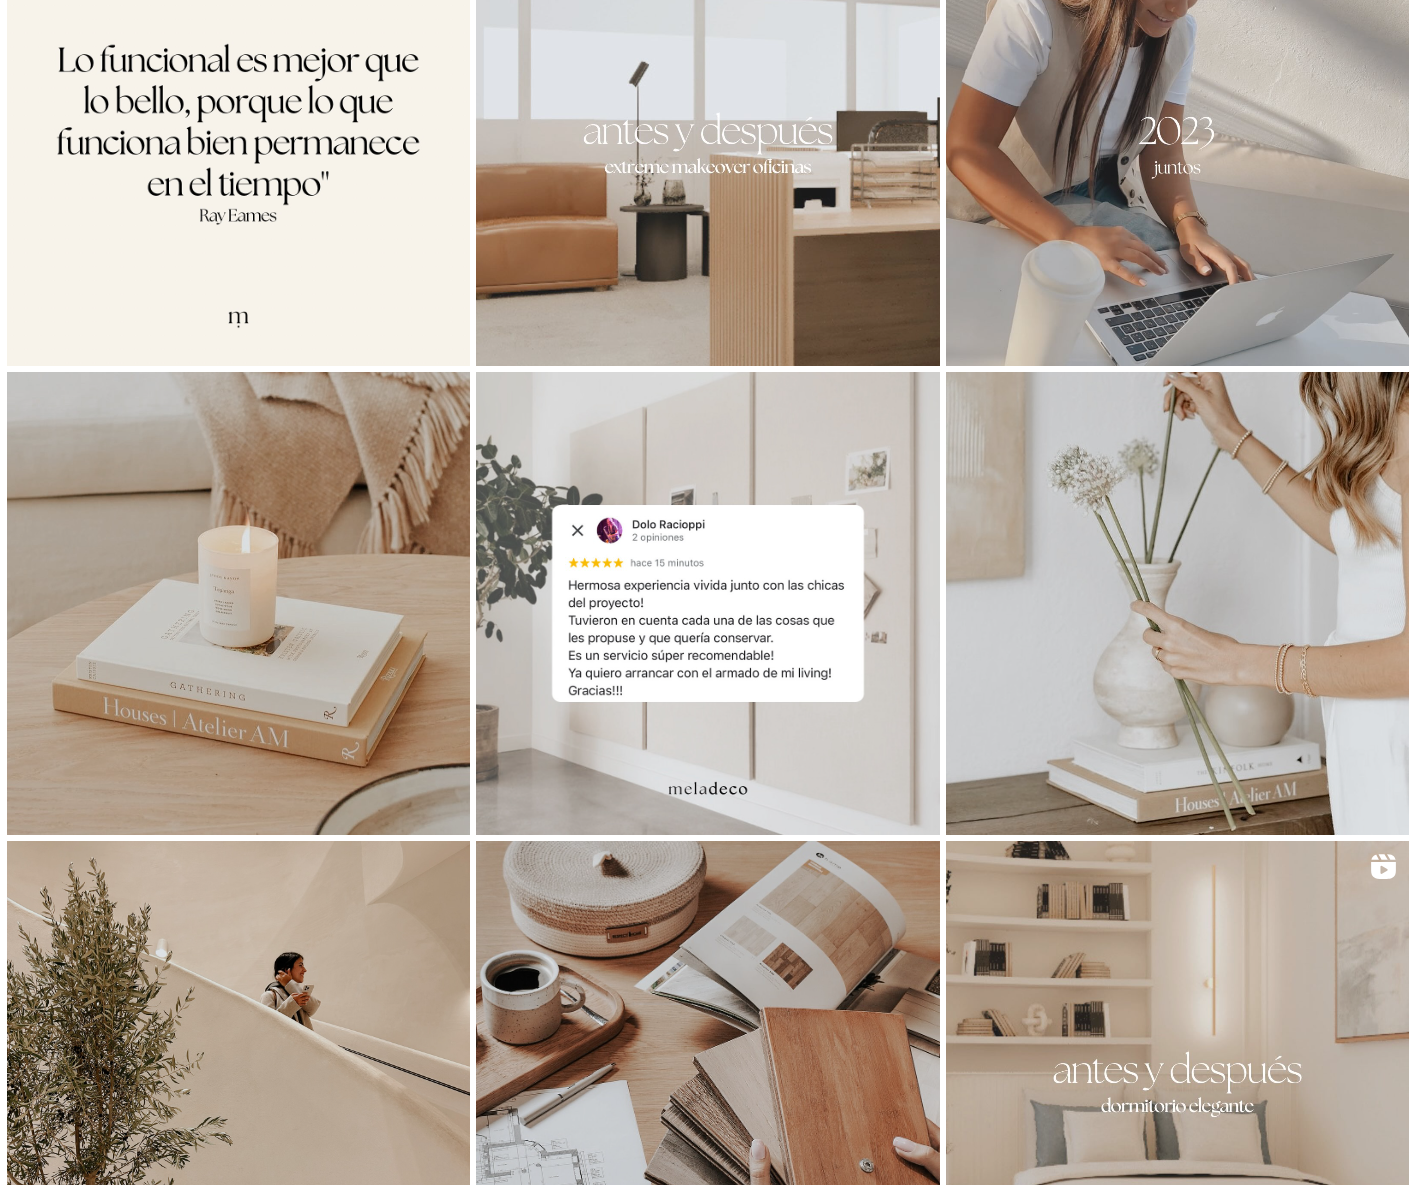 Lo funcional es mejor que
lo bello, porque lo que
funciona bien permanece
en el tiempo"
Ray Eames
m
antes y después
extreme makeover oficinas
2023
juntos
GATHERING
Houses | Atelier AM
R
R
Dolo Racioppi
2 opiniones
hace 15 minutos
Hermosa experiencia vivida junto con las chicas
del proyecto!
Tuvieron en cuenta cada una de las cosas que
les propuse y que quería conservar.
Es un servicio súper recomendable!
Ya quiero arrancar con el armado de mi living!
Gracias!!!
meladeco
Houses | Atelier AM
antes y después
dormitorio elegante